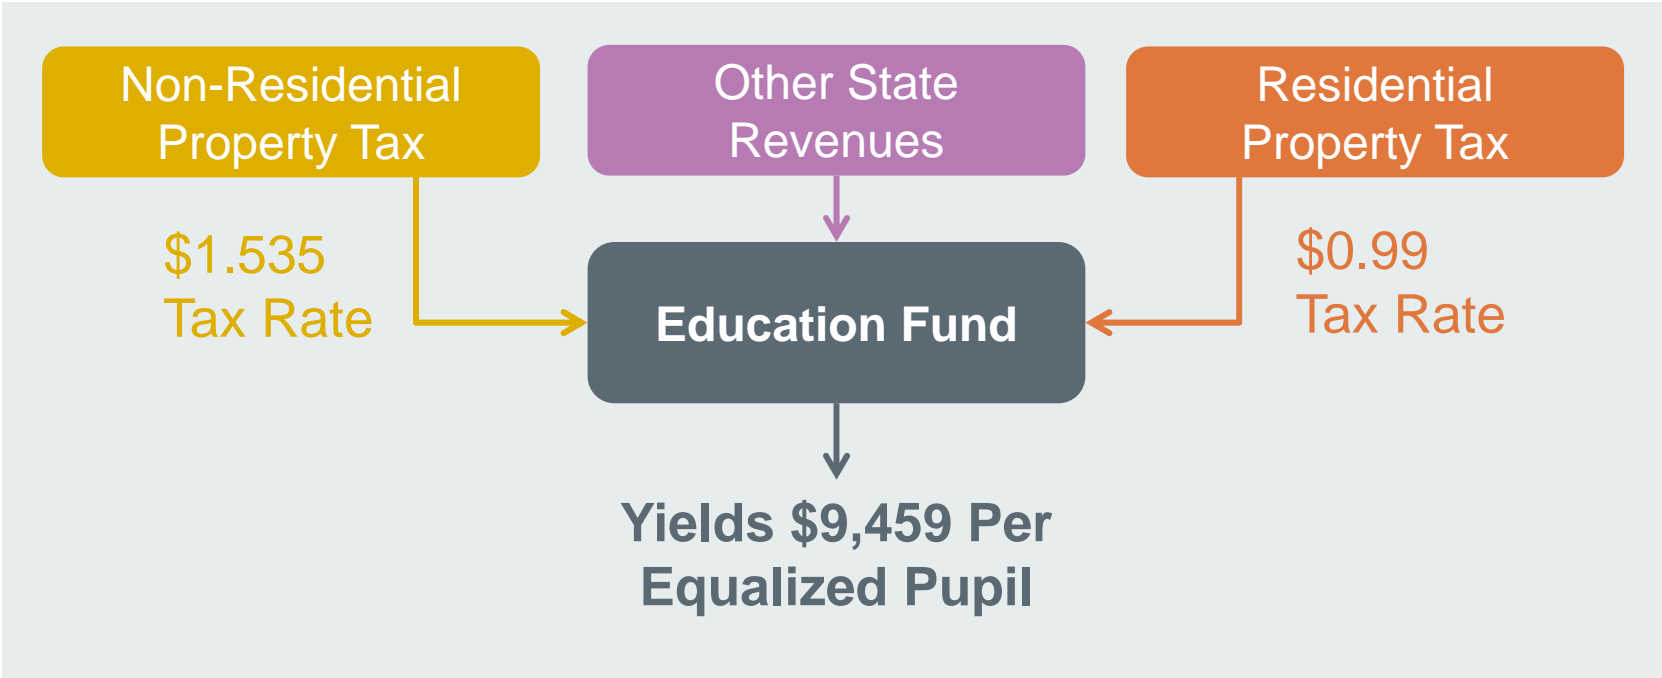 Non-Residential
Property Tax
Other State
Revenues
Residential
Property Tax
$1.535
Tax Rate
Education Fund
$0.99
Tax Rate
Yields $9,459 Per
Equalized Pupil